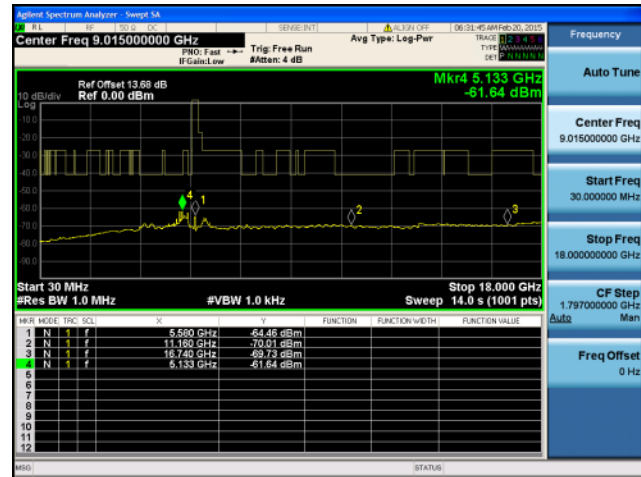 Agilent Spectrum Analyzer - Swept SA
RL RF 50 Ω DC SENSE:INT ALIGN OFF 06:31:45 AM Feb 20, 2015
Center Freq 9.015000000 GHz
PNO: Fast
IFGain:Low
Trig: Free Run
#Atten: 4 dB
Avg Type: Log-Pwr
TRACE 1 2 3 4 5 6
TYPE
DET P N N N N N
Frequency
Auto Tune
Center Freq
9.015000000 GHz
Start Freq
30.000000 MHz
Stop Freq
18.000000000 GHz
CF Step
1.797000000 GHz
Auto Man
Freq Offset
0 Hz
Mkr4 5.133 GHz
-61.64 dBm
Ref Offset 13.68 dB
10 dB/div Ref 0.00 dBm
Log
-10.0
-20.0
-30.0
-40.0
-50.0
-60.0
-70.0
-80.0
-90.0
4
1
2
3
Start 30 MHz Stop 18.000 GHz
#Res BW 1.0 MHz #VBW 1.0 kHz Sweep 14.0 s (1001 pts)
MKR MODE TRC SCL X Y FUNCTION FUNCTION WIDTH FUNCTION VALUE
1 N 1 f 5.580 GHz -64.46 dBm
2 N 1 f 11.160 GHz -70.01 dBm
3 N 1 f 16.740 GHz -69.73 dBm
4 N 1 f 5.133 GHz -61.64 dBm
5
6
7
8
9
10
11
12
MSG STATUS